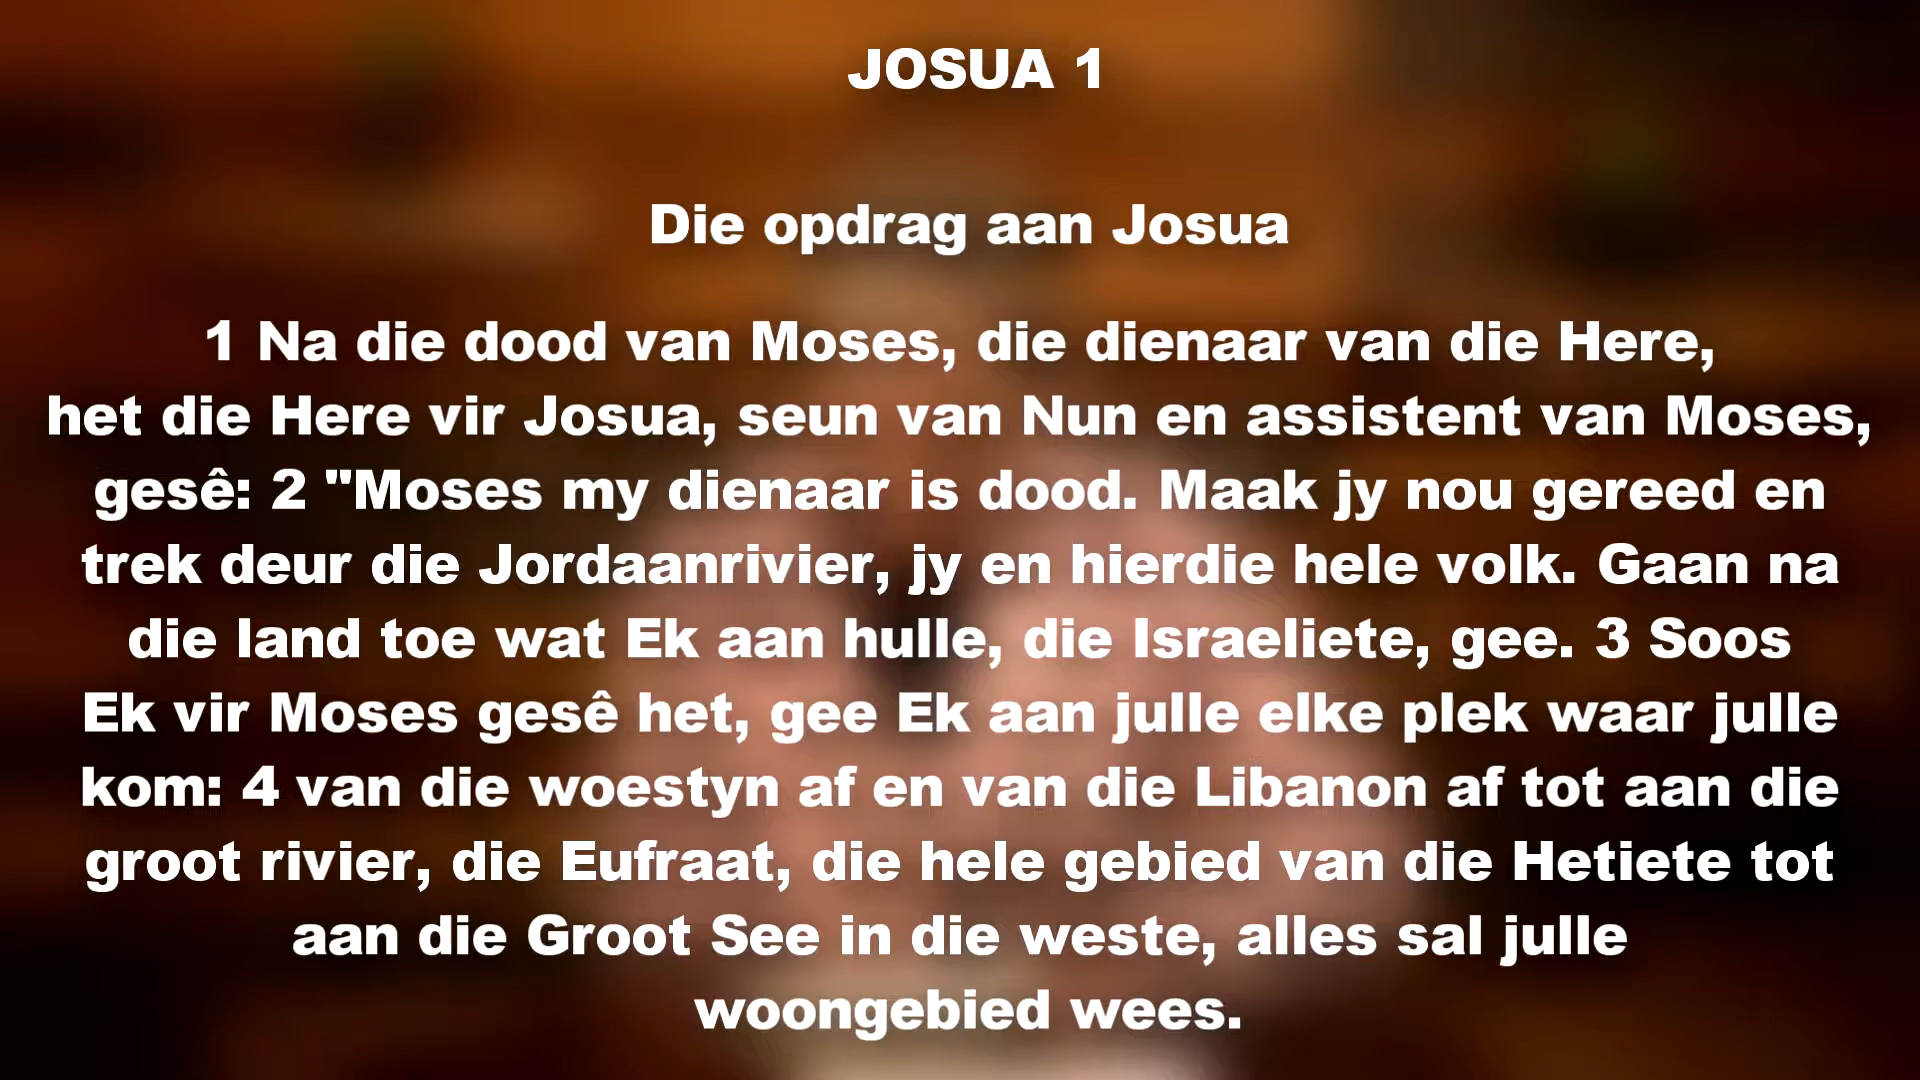 JOSUA 1
Die opdrag aan Josua
1 Na die dood van Moses, die dienaar van die Here,
het die Here vir Josua, seun van Nun en assistent van Moses,
gesê: 2 "Moses my dienaar is dood. Maak jy nou gereed en
trek deur die Jordaanrivier, jy en hierdie hele volk. Gaan na
die land toe wat Ek aan hulle, die Israeliete, gee. 3 Soos
Ek vir Moses gesê het, gee Ek aan julle elke plek waar julle
kom: 4 van die woestyn af en van die Libanon af tot aan die
groot rivier, die Eufraat, die hele gebied van die Hetiete tot
aan die Groot See in die weste, alles sal julle
woongebied wees.